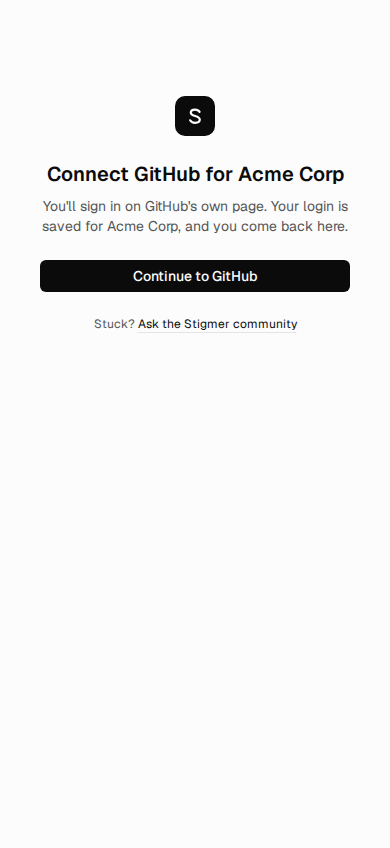 S
Connect GitHub for Acme Corp
You'll sign in on GitHub's own page. Your login is
saved for Acme Corp, and you come back here.
Continue to GitHub
Stuck? Ask the Stigmer community